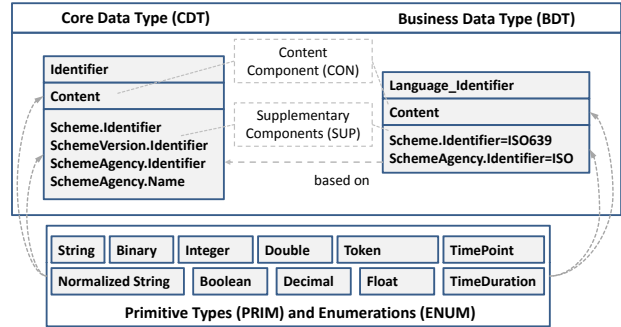 Core Data Type (CDT)
Business Data Type (BDT)
Content
Component (CON)
Identifier
Content
Scheme.Identifier
SchemeVersion.Identifier
SchemeAgency.Identifier
SchemeAgency.Name
Supplementary
Components (SUP)
Language_Identifier
Content
Scheme.Identifier=ISO639
SchemeAgency.Identifier=ISO
based on
String Binary Integer Double Token TimePoint
Normalized String Boolean Decimal Float TimeDuration
Primitive Types (PRIM) and Enumerations (ENUM)